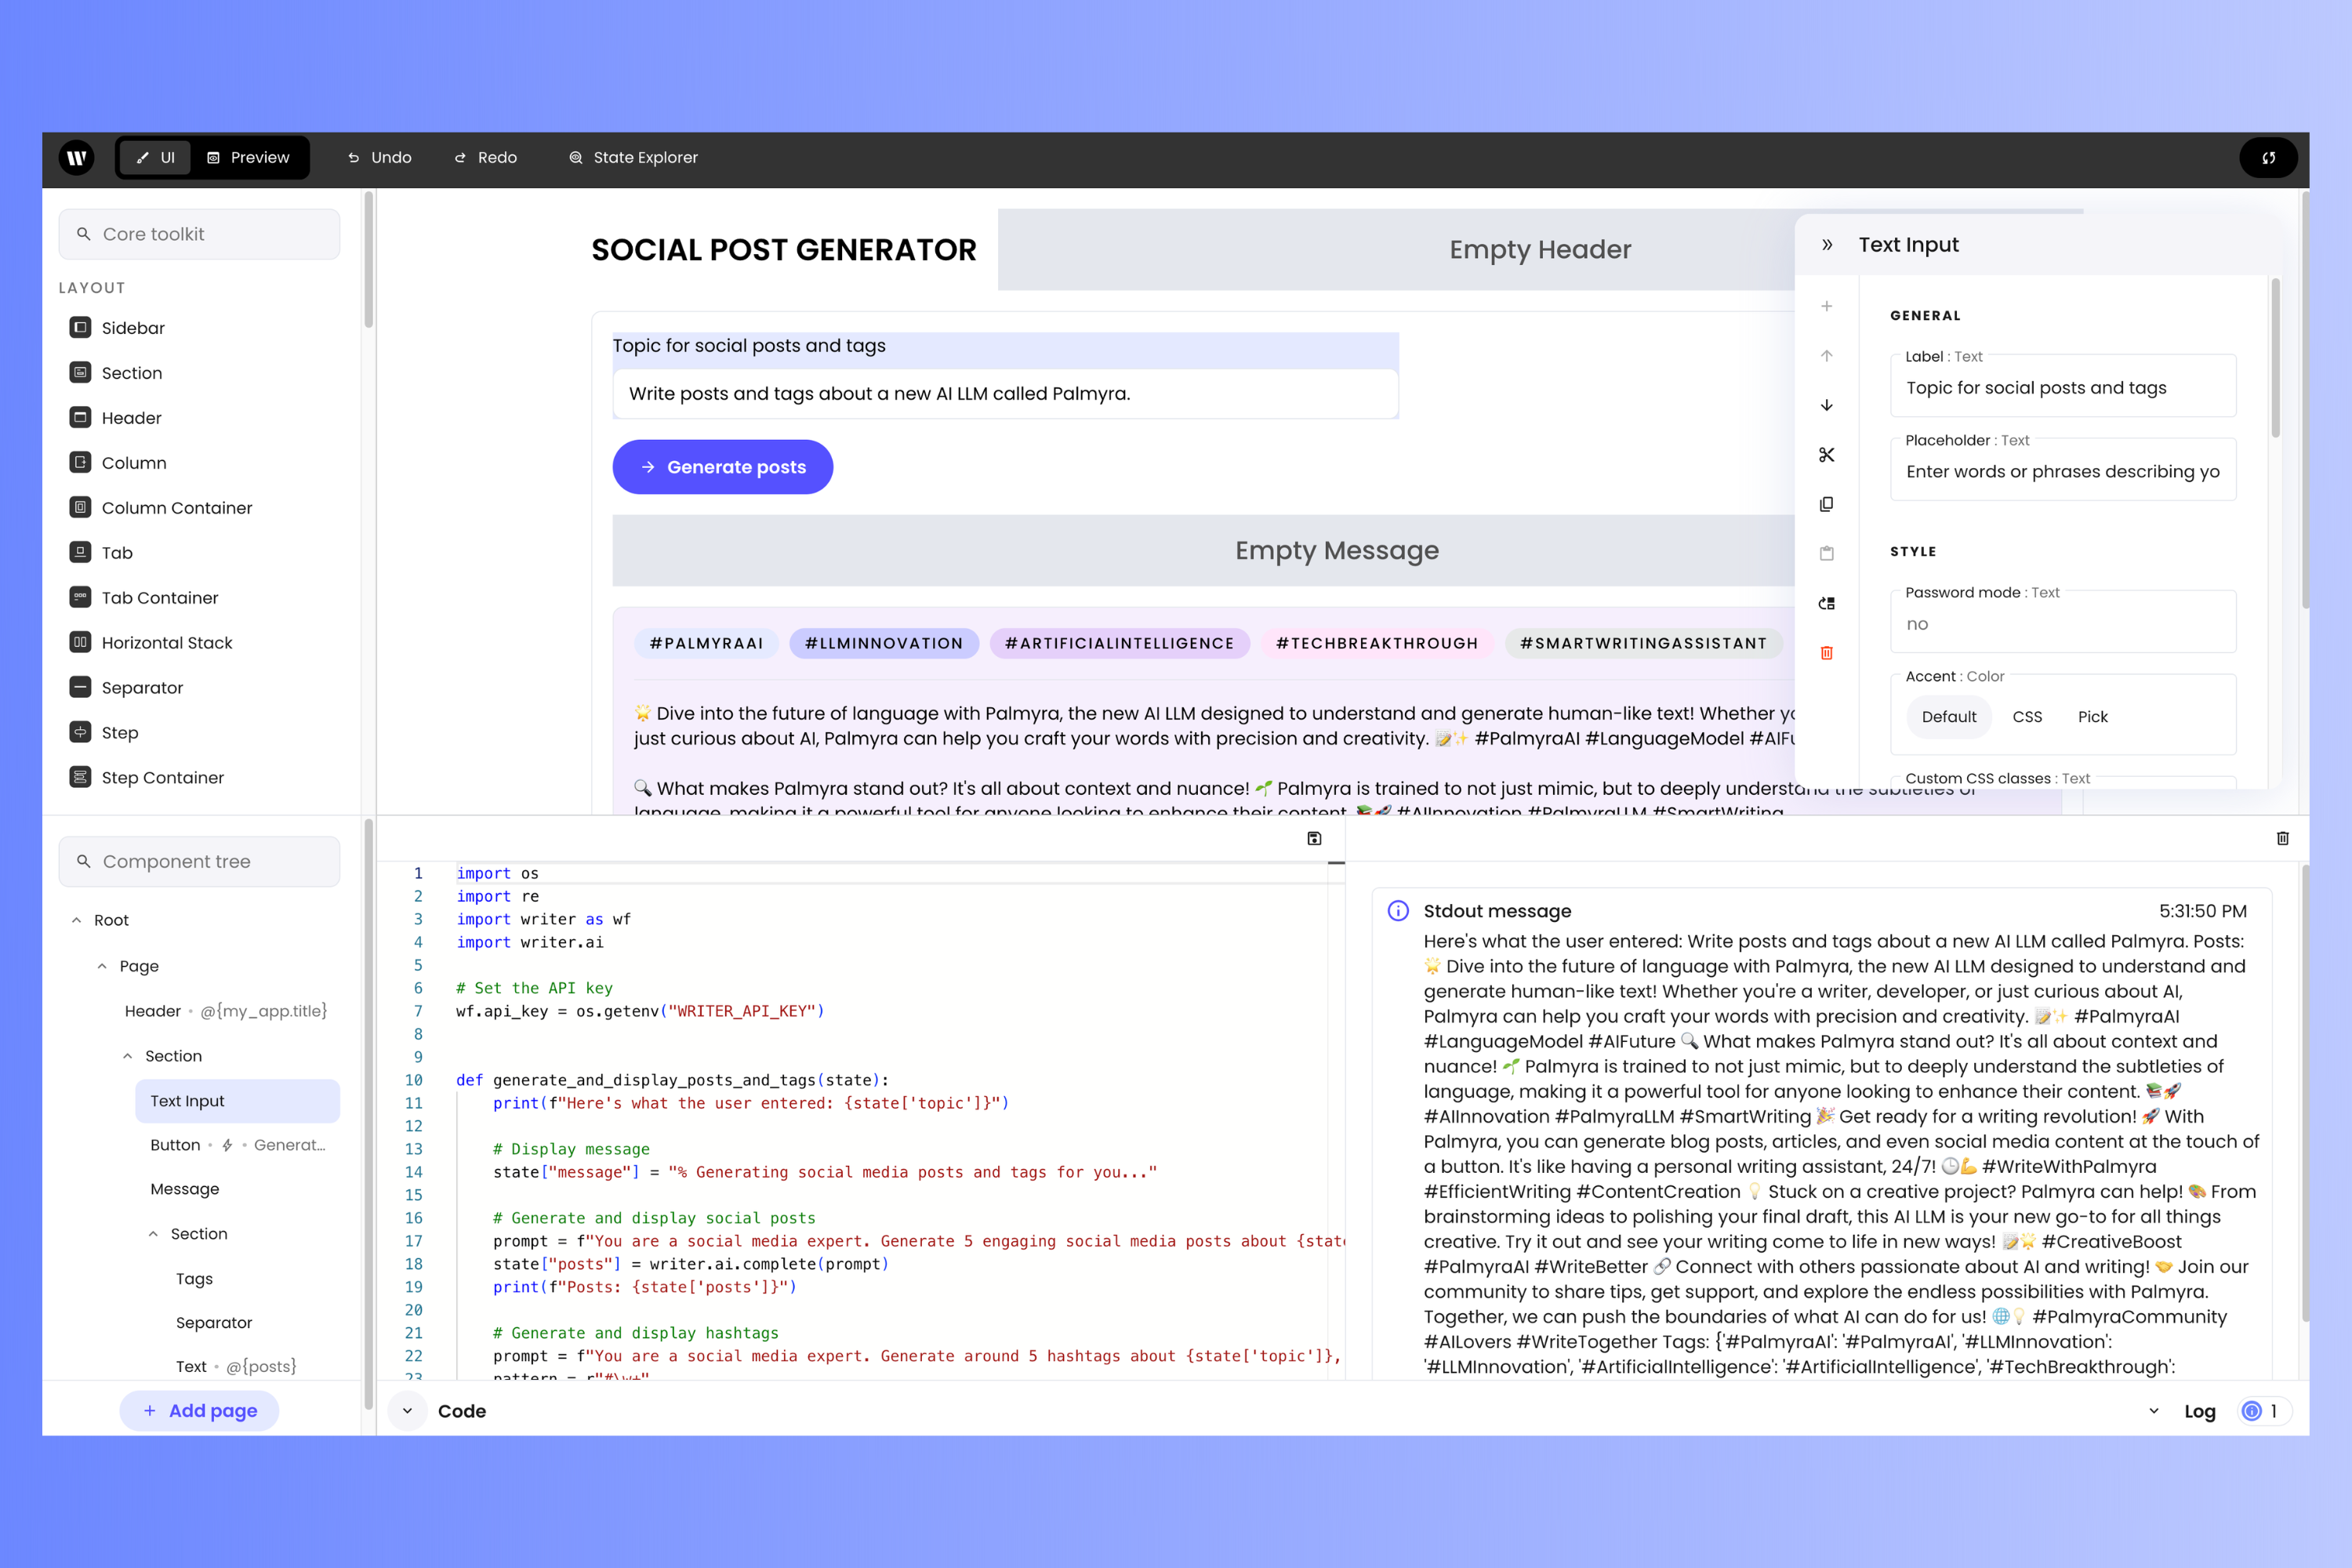 UI
Preview
Undo
Redo
State Explorer
Core toolkit
LAYOUT
Sidebar
Section
Header
Column
Column Container
Tab
Tab Container
Horizontal Stack
Separator
Step
Step Container
SOCIAL POST GENERATOR
Empty Header
Topic for social posts and tags
Write posts and tags about a new AI LLM called Palmyra.
Generate posts
Empty Message
#PALMYRAAI #LLMINNOVATION #ARTIFICIALINTELLIGENCE #TECHBREAKTHROUGH #SMARTWRITINGASSISTANT
🌟 Dive into the future of language with Palmyra, the new AI LLM designed to understand and generate human-like text! Whether
just curious about AI, Palmyra can help you craft your words with precision and creativity. 📝✨ #PalmyraAI #LanguageModel
🔍 What makes Palmyra stand out? It's all about context and nuance! 🌱 Palmyra is trained to not just mimic, but to deeply understand the subtleties of
language, making it a powerful tool for anyone looking to enhance their content. 📚🚀 #AIInnovation #PalmyraLLM #SmartWriting
Text Input
GENERAL
Label : Text
Topic for social posts and tags
Placeholder : Text
Enter words or phrases describing yo
STYLE
Password mode : Text
no
Accent : Color
Default CSS Pick
Custom CSS classes : Text
Component tree
Root
Page
Header • @{my_app.title}
Section
Text Input
Button • • Generat...
Message
Section
Tags
Separator
Text • @{posts}
Add page
1 import os
2 import re
3 import writer as wf
4 import writer.ai
5
6 # Set the API key
7 wf.api_key = os.getenv("WRITER_API_KEY")
8
9
10 def generate_and_display_posts_and_tags(state):
11 print(f"Here's what the user entered: {state['topic']}")
12
13 # Display message
14 state["message"] = "% Generating social media posts and tags for you..."
15
16 # Generate and display social posts
17 prompt = f"You are a social media expert. Generate 5 engaging social media posts about {state
18 state["posts"] = writer.ai.complete(prompt)
19 print(f"Posts: {state['posts']}")
20
21 # Generate and display hashtags
22 prompt = f"You are a social media expert. Generate around 5 hashtags about {state['topic']},
23 pattern = r"#\w+"
Code
Stdout message
5:31:50 PM
Here's what the user entered: Write posts and tags about a new AI LLM called Palmyra. Posts:
🌟 Dive into the future of language with Palmyra, the new AI LLM designed to understand and
generate human-like text! Whether you're a writer, developer, or just curious about AI,
Palmyra can help you craft your words with precision and creativity. 📝✨ #PalmyraAI
#LanguageModel #AIFuture 🔍 What makes Palmyra stand out? It's all about context and
nuance! 🌱 Palmyra is trained to not just mimic, but to deeply understand the subtleties of
language, making it a powerful tool for anyone looking to enhance their content. 📚🚀
#AIInnovation #PalmyraLLM #SmartWriting 🎉 Get ready for a writing revolution! 🚀 With
Palmyra, you can generate blog posts, articles, and even social media content at the touch of
a button. It's like having a personal writing assistant, 24/7! 🕒💪 #WriteWithPalmyra
#EfficientWriting #ContentCreation 💡 Stuck on a creative project? Palmyra can help! 🎨 From
brainstorming ideas to polishing your final draft, this AI LLM is your new go-to for all things
creative. Try it out and see your writing come to life in new ways! 📝🌟 #CreativeBoost
#PalmyraAI #WriteBetter 🔗 Connect with others passionate about AI and writing! 🤝 Join our
community to share tips, get support, and explore the endless possibilities with Palmyra.
Together, we can push the boundaries of what AI can do for us! 🌐💡 #PalmyraCommunity
#AILovers #WriteTogether Tags: {'#PalmyraAI': '#PalmyraAI', '#LLMInnovation':
'#LLMInnovation', '#ArtificialIntelligence': '#ArtificialIntelligence', '#TechBreakthrough':
Log
1